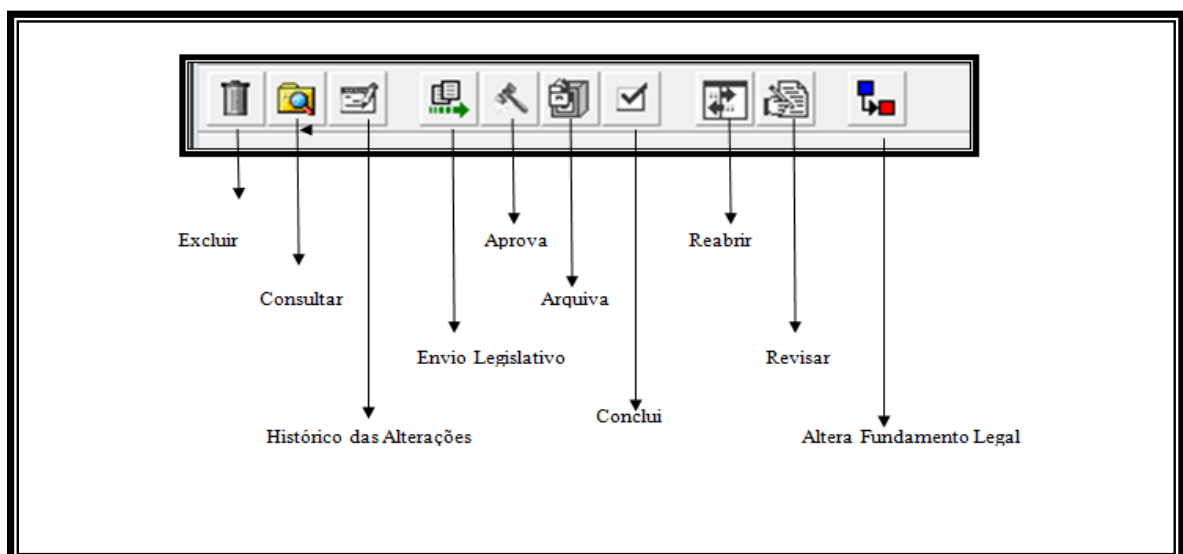 Excluir
Aprova
Reabrir
Consultar
Arquiva
Envio Legislativo
Revisar
Conclui
Histórico das Alterações
Altera Fundamento Legal